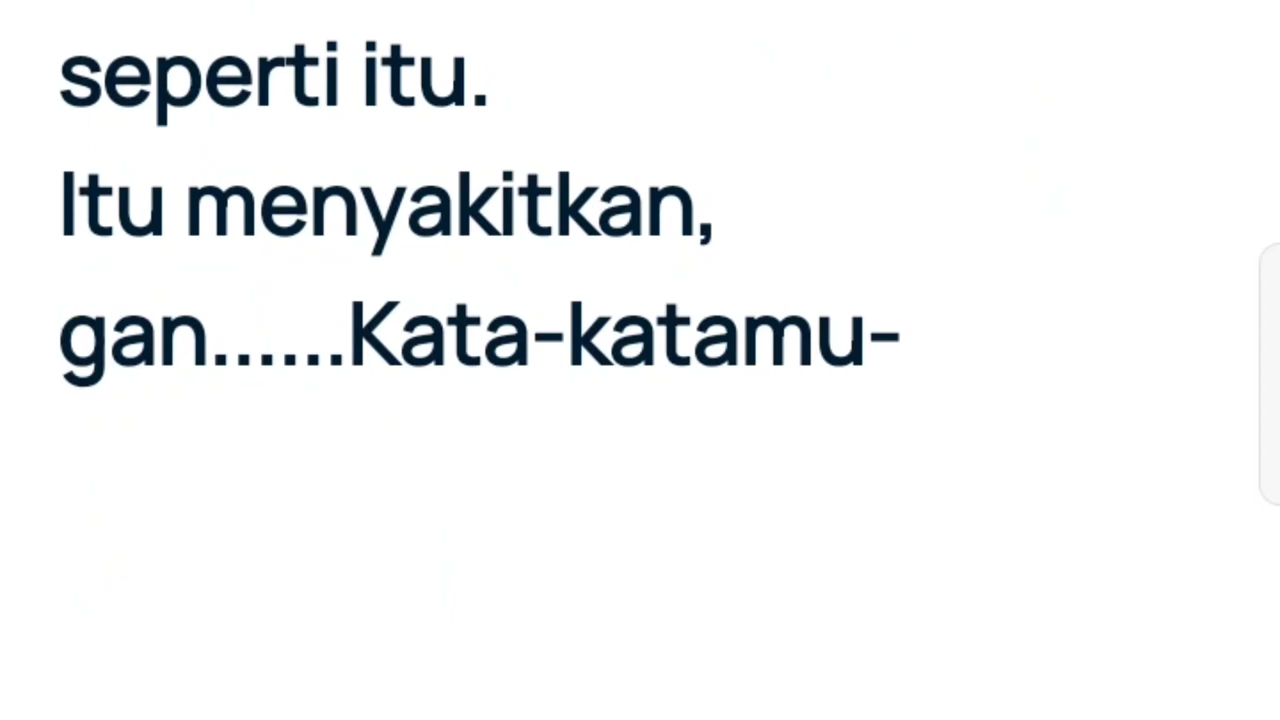 seperti itu.
Itu menyakitkan,
gan......Kata-katamu-